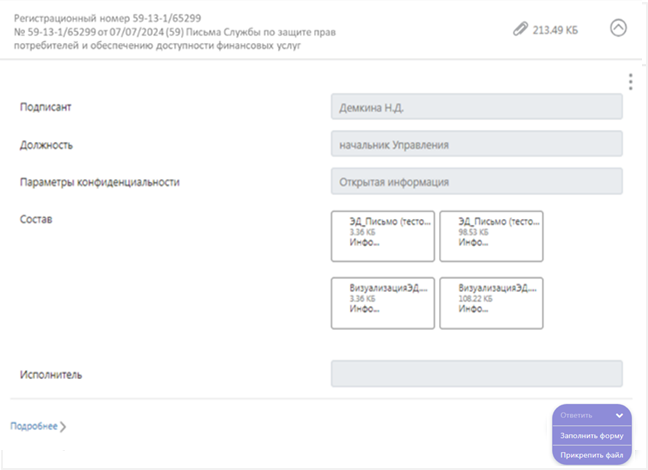 Регистрационный номер 59-13-1/65299
№ 59-13-1/65299 от 07/07/2024 (59) Письма Службы по защите прав
потребителей и обеспечению доступности финансовых услуг
213.49 КБ
Подписант
Демкина Н.Д.
Должность
начальник Управления
Параметры конфиденциальности
Открытая информация
Состав
ЭД_Письмо (тесто...
3.36 КБ
Инфо...
ЭД_Письмо (тесто...
98.53 КБ
Инфо...
ВизуализацияЭД....
3.36 КБ
Инфо...
ВизуализацияЭД....
108.22 КБ
Инфо...
Исполнитель
Подробнее
Ответить
Заполнить форму
Прикрепить файл